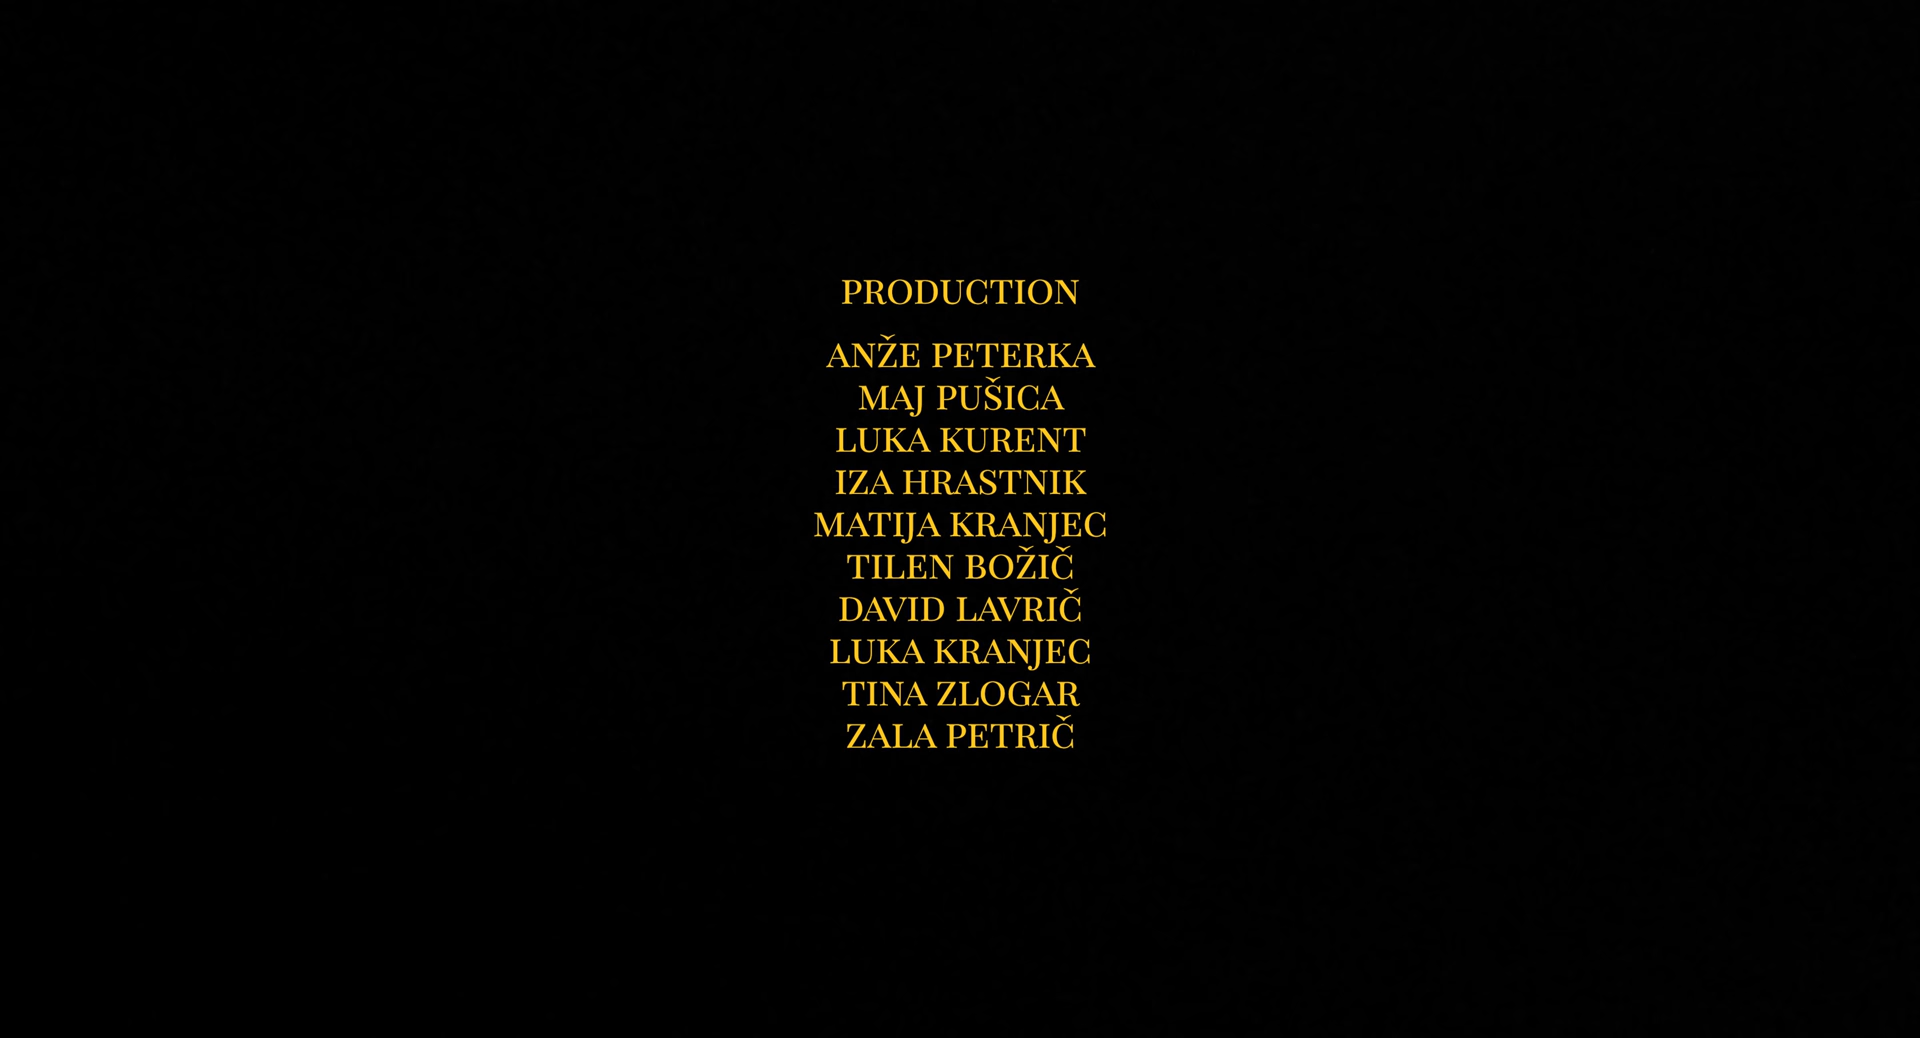 PRODUCTION
ANŽE PETERKA
MAJ PUŠICA
LUKA KURENT
IZA HRASTNIK
MATIJA KRANJEC
TILEN BOŽIČ
DAVID LAVRIČ
LUKA KRANJEC
TINA ZLOGAR
ZALA PETRIČ